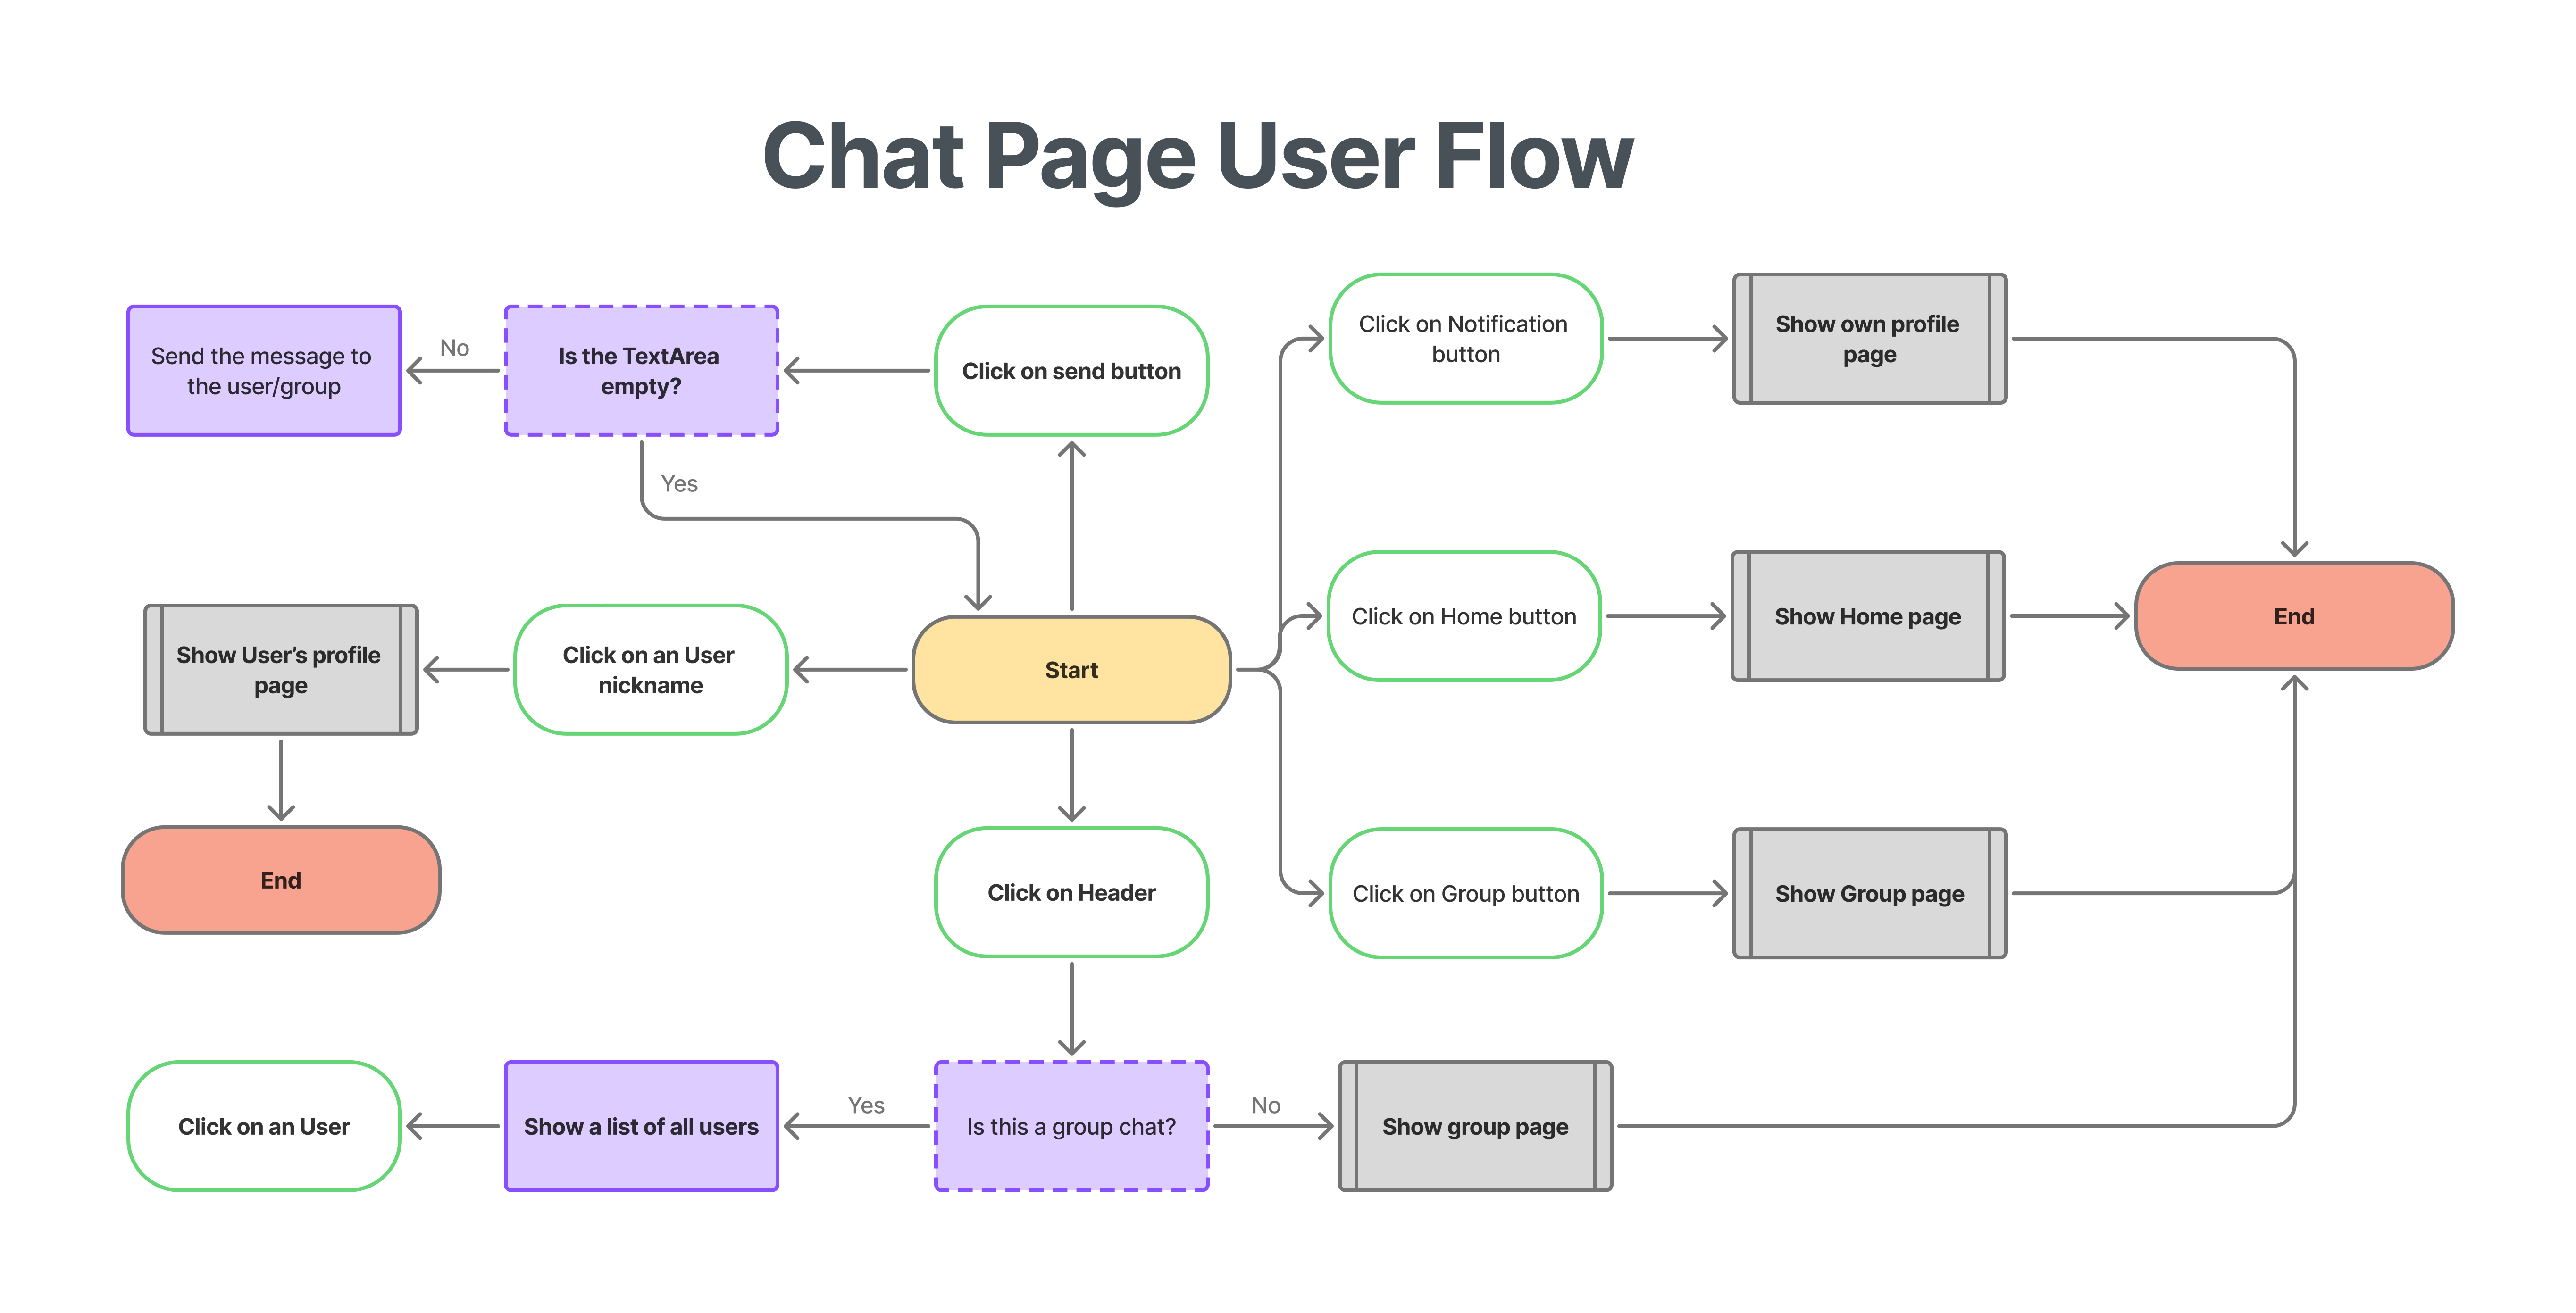 Chat Page User Flow
Send the message to
the user/group
No
Is the TextArea
empty?
Click on send button
Click on Notification
button
Show own profile
page
Yes
Show User’s profile
page
Click on an User
nickname
Start
Click on Home button
Show Home page
End
End
Click on Header
Click on Group button
Show Group page
Click on an User
Show a list of all users
Yes
Is this a group chat?
No
Show group page